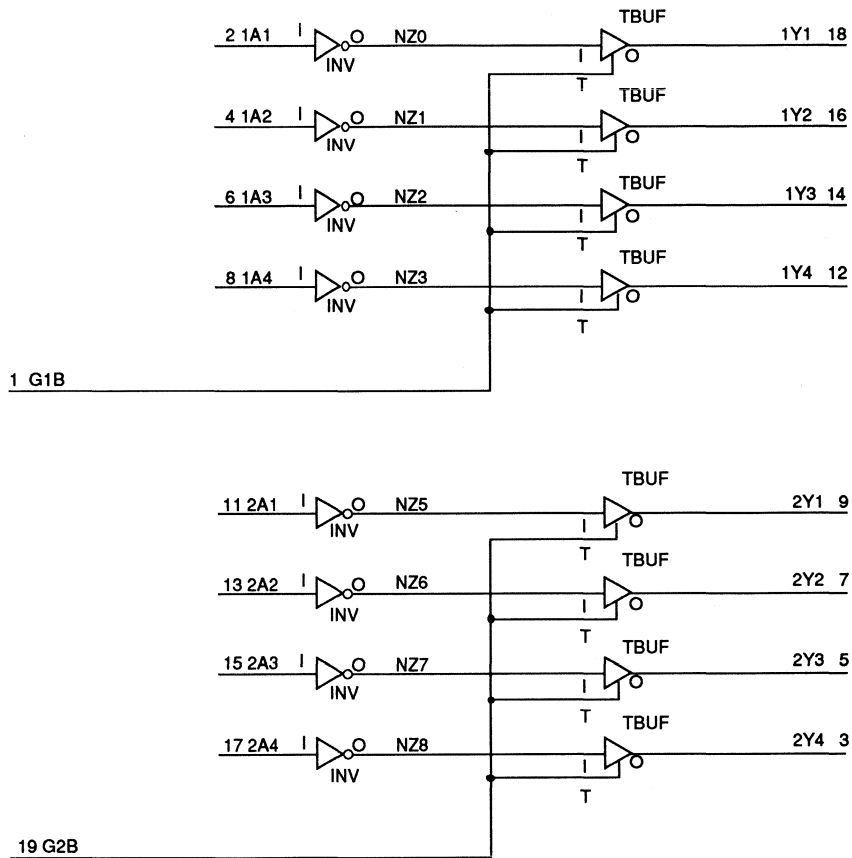 TBUF
2 1A1 I O NZ0 1Y1 18
INV I O
T
TBUF
4 1A2 I O NZ1 1Y2 16
INV I O
T
TBUF
6 1A3 I O NZ2 1Y3 14
INV I O
T
TBUF
8 1A4 I O NZ3 1Y4 12
INV I O
T
1 G1B
TBUF
11 2A1 I O NZ5 2Y1 9
INV I O
T
TBUF
13 2A2 I O NZ6 2Y2 7
INV I O
T
TBUF
15 2A3 I O NZ7 2Y3 5
INV I O
T
TBUF
17 2A4 I O NZ8 2Y4 3
INV I O
T
19 G2B